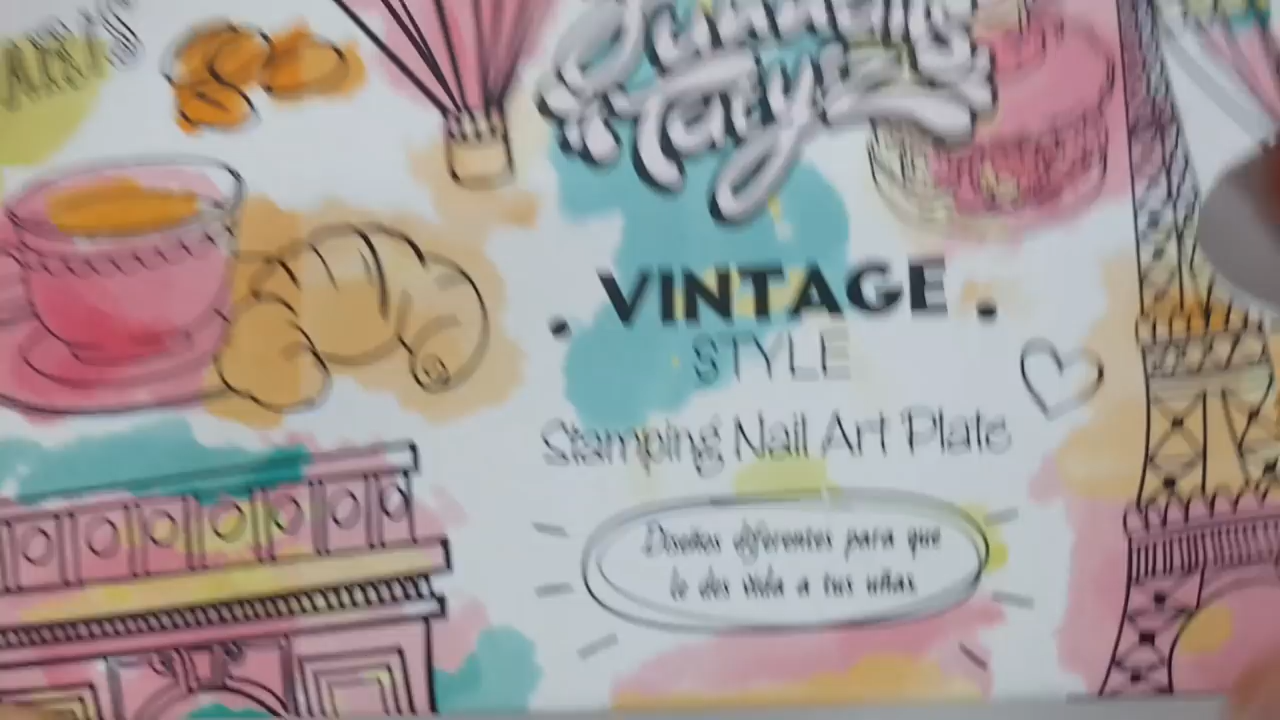 VINTAGE
STYLE
Stamping Nail Art Plate
Diseños diferentes para que
le des vida a tus uñas